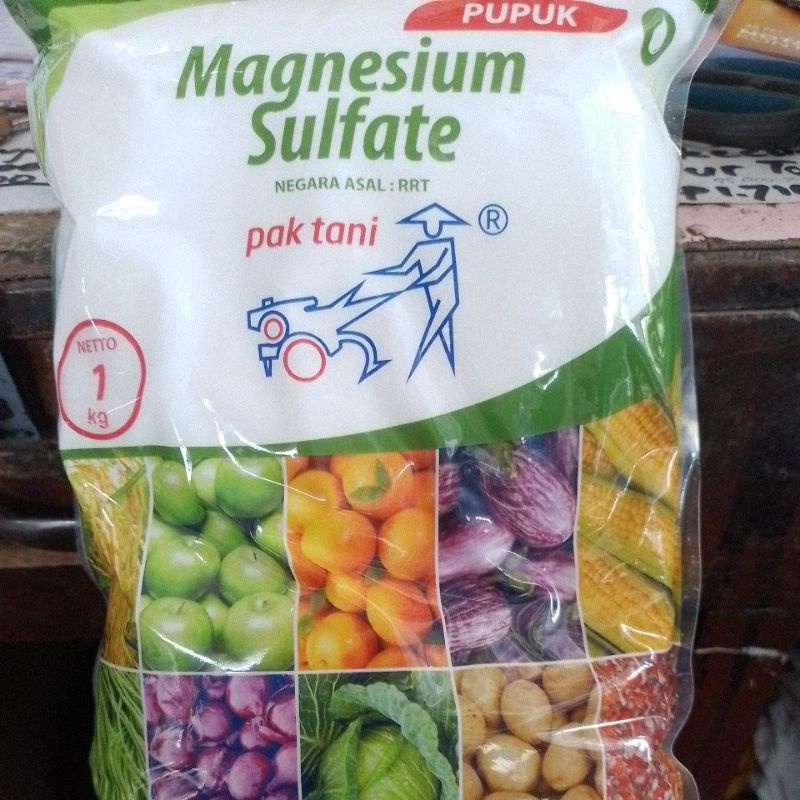 PUPUK
Magnesium
Sulfate
NEGARA ASAL : RRT
pak tani ®
NETTO
1
kg